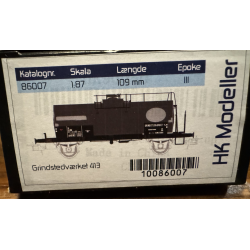 Katalognr. Skala Længde Epoke
86007 1:87 109 mm III
HK Modeller
Grindstedværket 413
10086007